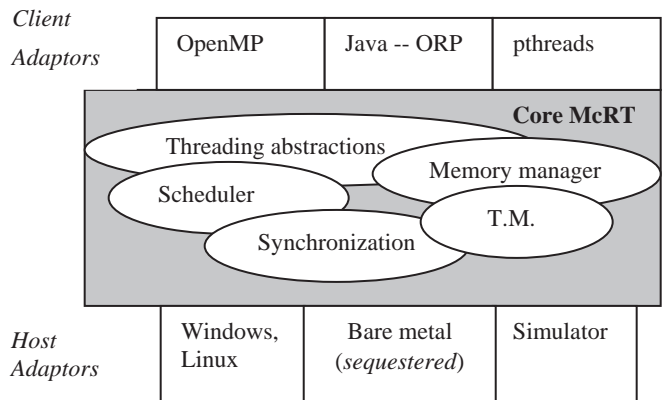 Client
Adaptors
OpenMP
Java -- ORP
pthreads
Core McRT
Threading abstractions
Memory manager
Scheduler
T.M.
Synchronization
Host
Adaptors
Windows,
Linux
Bare metal
(sequestered)
Simulator